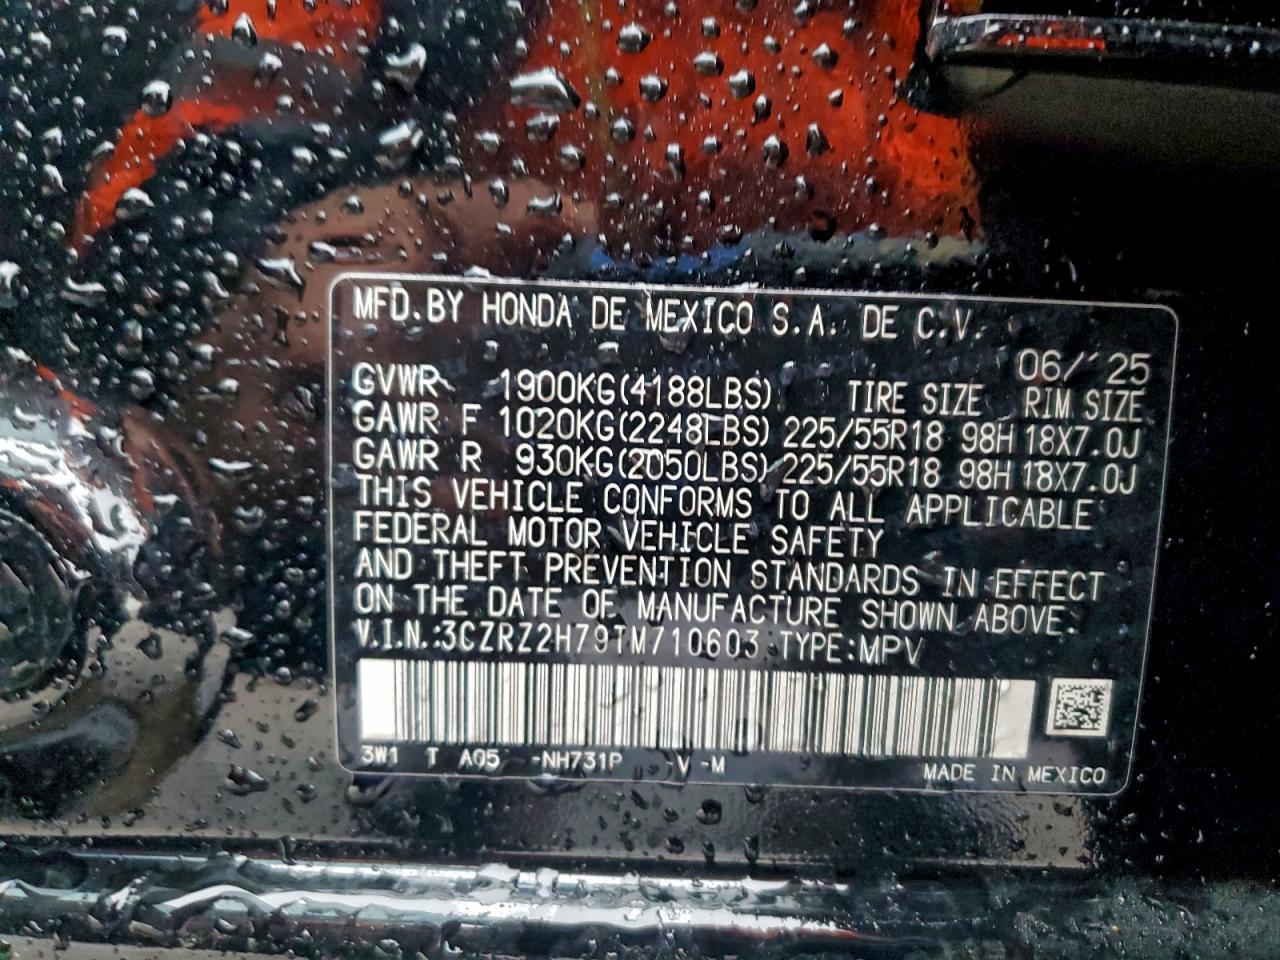 MFD.BY HONDA DE MEXICO S.A. DE C.V.
06/ 25
GVWR 1900KG(4188LBS) TIRE SIZE RIM SIZE
GAWR F 1020KG(2248LBS) 225/55R18 98H 18X7.0J
GAWR R 930KG(2050LBS) 225/55R18 98H 18X7.0J
THIS VEHICLE CONFORMS TO ALL APPLICABLE
FEDERAL MOTOR VEHICLE SAFETY
AND THEFT PREVENTION STANDARDS IN EFFECT
ON THE DATE OF MANUFACTURE SHOWN ABOVE.
V.I.N.:3CZRZ2H79TM710603 TYPE:MPV
3W1 T A05 -NH731P -V -M
MADE IN MEXICO